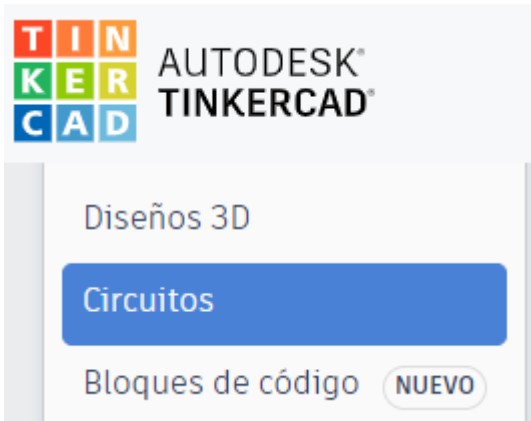 TIN
KER
CAD
AUTODESK®
TINKERCAD®
Diseños 3D
Circuitos
Bloques de código NUEVO